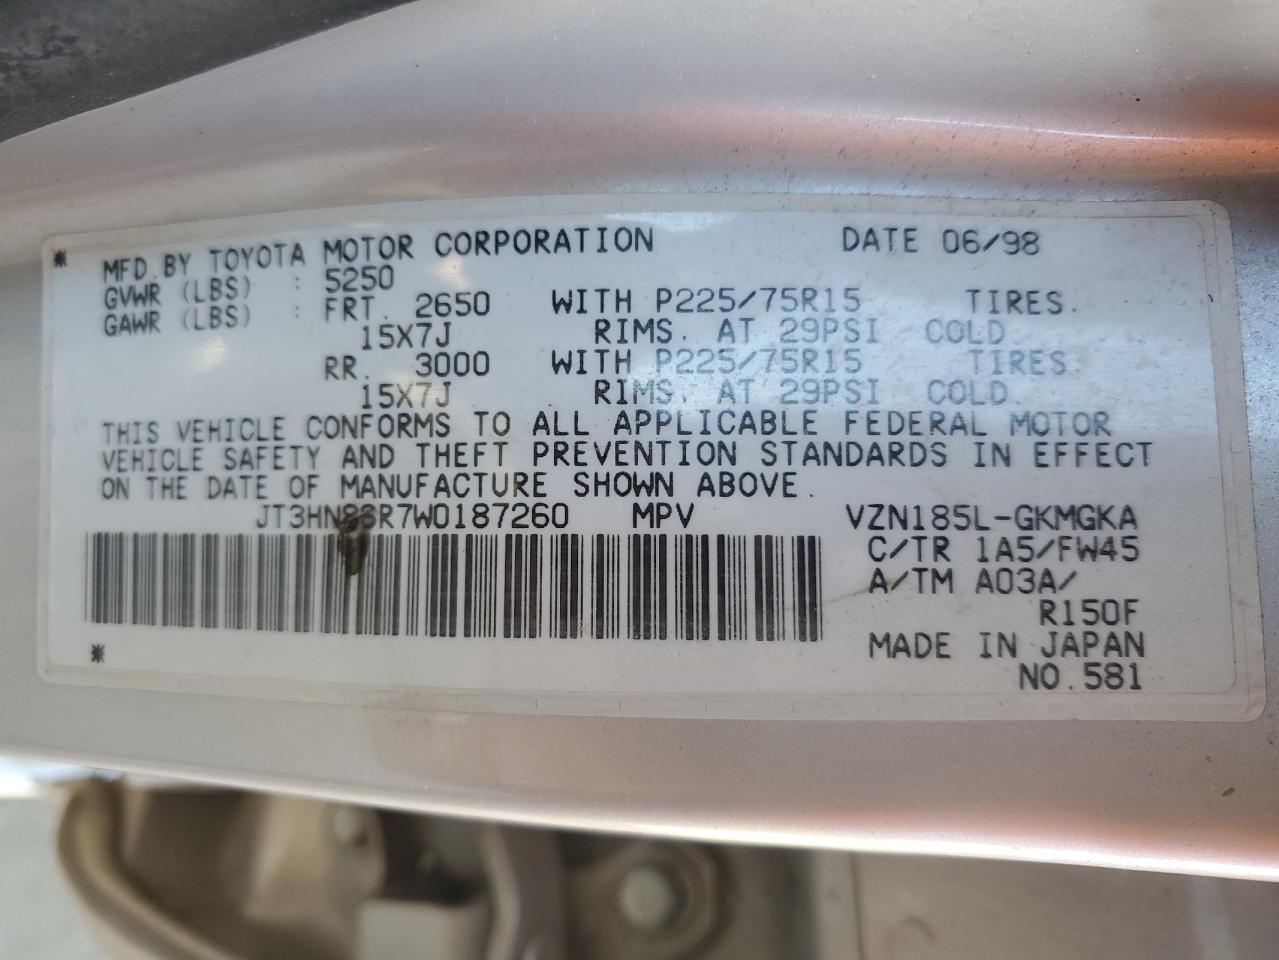 * MFD. BY TOYOTA MOTOR CORPORATION DATE 06/98
GVWR (LBS) : 5250
GAWR (LBS) : FRT. 2650 WITH P225/75R15 TIRES.
15X7J RIMS. AT 29PSI COLD.
RR. 3000 WITH P225/75R15 TIRES.
15X7J RIMS. AT 29PSI COLD.
THIS VEHICLE CONFORMS TO ALL APPLICABLE FEDERAL MOTOR
VEHICLE SAFETY AND THEFT PREVENTION STANDARDS IN EFFECT
ON THE DATE OF MANUFACTURE SHOWN ABOVE.
JT3HN86R7W0187260 MPV VZN185L-GKMGKA
C/TR 1A5/FW45
A/TM A03A/
R150F
* MADE IN JAPAN
NO.581